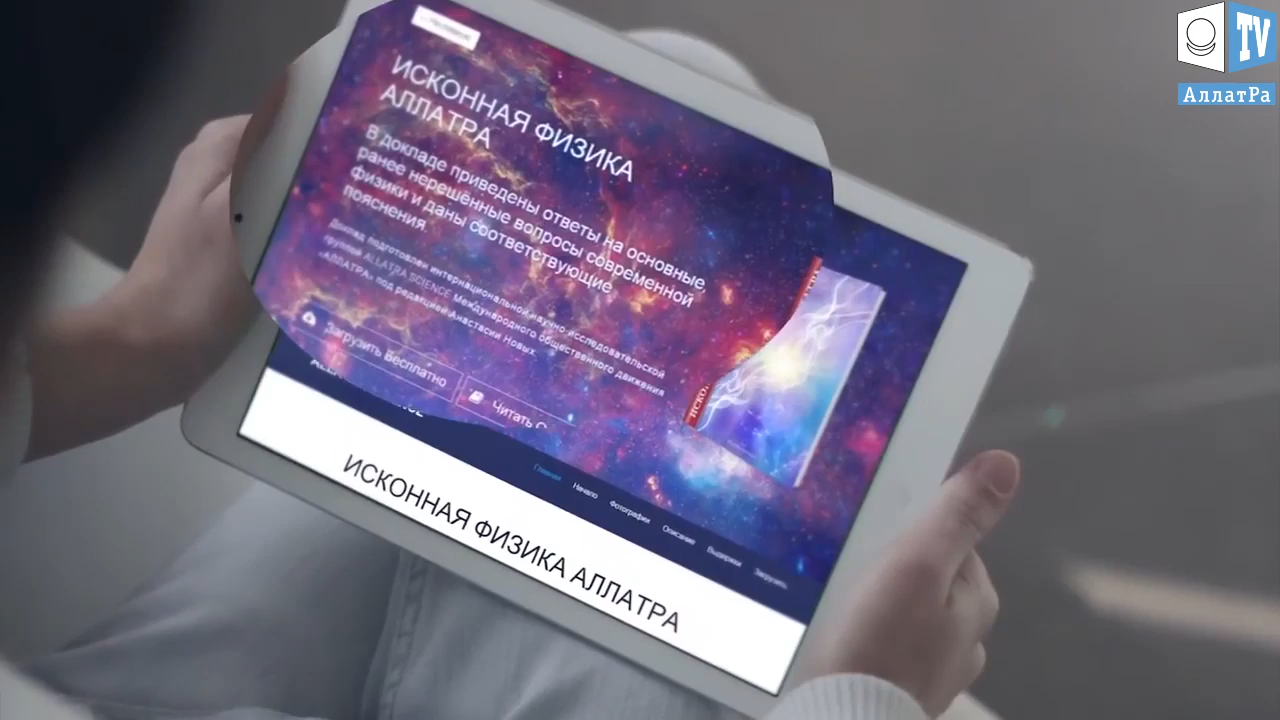 TV
АллатРа
ИСКОННАЯ ФИЗИКА
АЛЛАТРА
В докладе приведены ответы на основные,
ранее нерешённые вопросы современной
физики и даны соответствующие
пояснения
Доклад подготовлен интернациональной научно-исследовательской
группой ALLATRA SCIENCE Международного общественного движения
«АЛЛАТРА» под редакцией Анастасии Новых.
Загрузить Бесплатно
Читать
Главная Начало Фотографии Описание Выдержки Загрузить
ИСКОННАЯ ФИЗИКА АЛЛАТРА